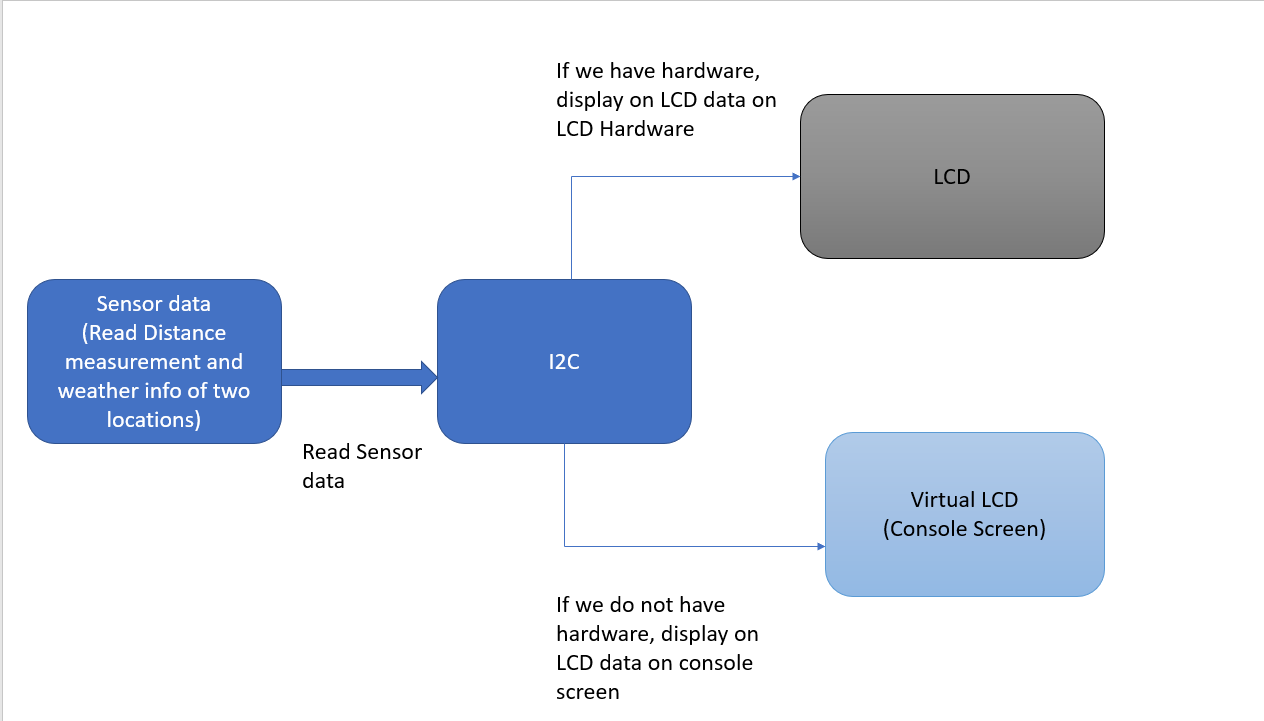 If we have hardware,
display on LCD data on
LCD Hardware
LCD
Sensor data
(Read Distance
measurement and
weather info of two
locations)
I2C
Read Sensor
data
Virtual LCD
(Console Screen)
If we do not have
hardware, display on
LCD data on console
screen